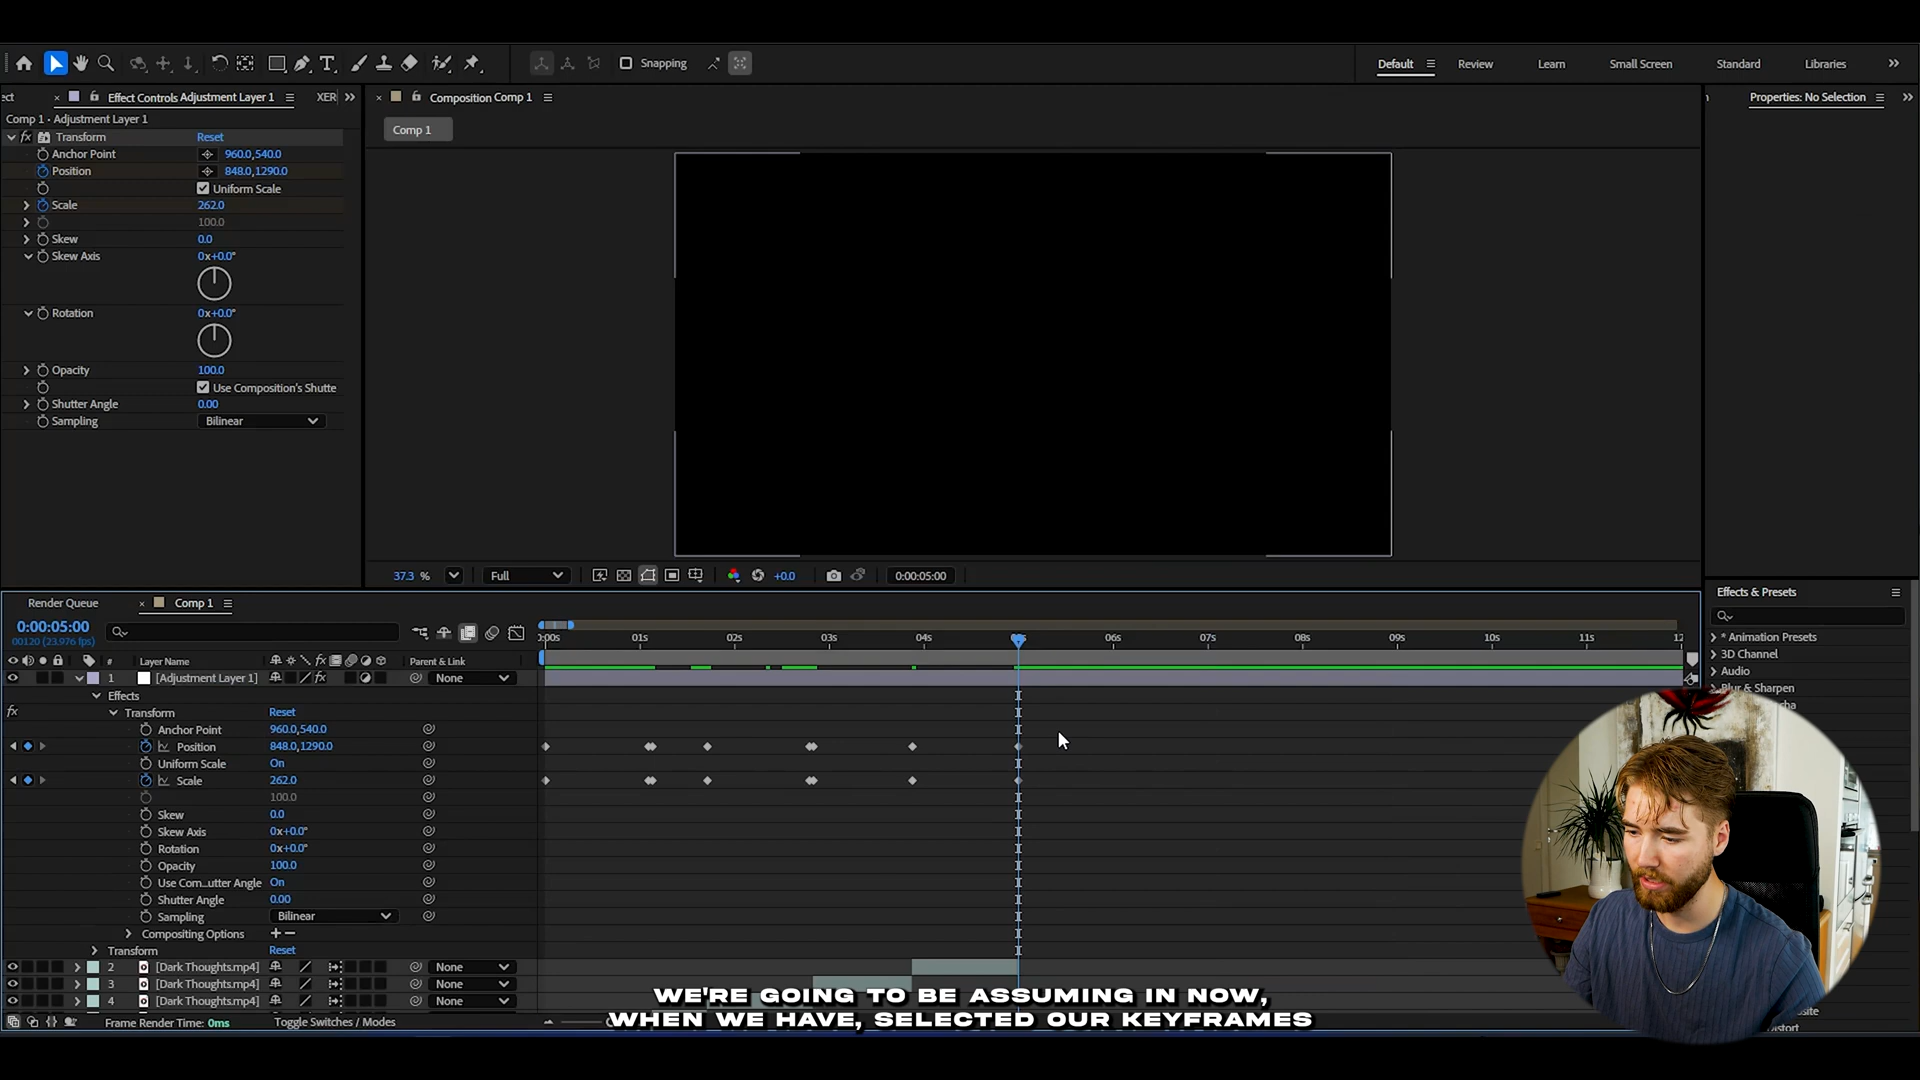 Snapping
Default
Review
Learn
Small Screen
Standard
Libraries
ect
Effect Controls Adjustment Layer 1
XER
Composition Comp 1
Properties: No Selection
Comp 1 • Adjustment Layer 1
Comp 1
fx Transform Reset
Anchor Point 960.0,540.0
Position 848.0,1290.0
Uniform Scale
Scale 262.0
100.0
Skew 0.0
Skew Axis 0x+0.0°
Rotation 0x+0.0°
Opacity 100.0
Use Composition's Shutte
Shutter Angle 0.00
Sampling Bilinear
37.3 %
Full
+0.0
0:00:05:00
Render Queue
Comp 1
Effects & Presets
0:00:05:00
00120 (23.976 fps)
:00s 01s 02s 03s 04s 06s 07s 08s 09s 10s 11s 12
* Animation Presets
3D Channel
Audio
Blur & Sharpen
# Layer Name fx Parent & Link
1 [Adjustment Layer 1] fx None
Effects
fx Transform Reset
Anchor Point 960.0,540.0
Position 848.0,1290.0
Uniform Scale On
Scale 262.0
100.0
Skew 0.0
Skew Axis 0x+0.0°
Rotation 0x+0.0°
Opacity 100.0
Use Com...utter Angle On
Shutter Angle 0.00
Sampling Bilinear
Compositing Options
Transform Reset
2 [Dark Thoughts.mp4] None
3 [Dark Thoughts.mp4] None
4 [Dark Thoughts.mp4] None
WE'RE GOING TO BE ASSUMING IN NOW,
WHEN WE HAVE, SELECTED OUR KEYFRAMES
Frame Render Time: 0ms
Toggle Switches / Modes